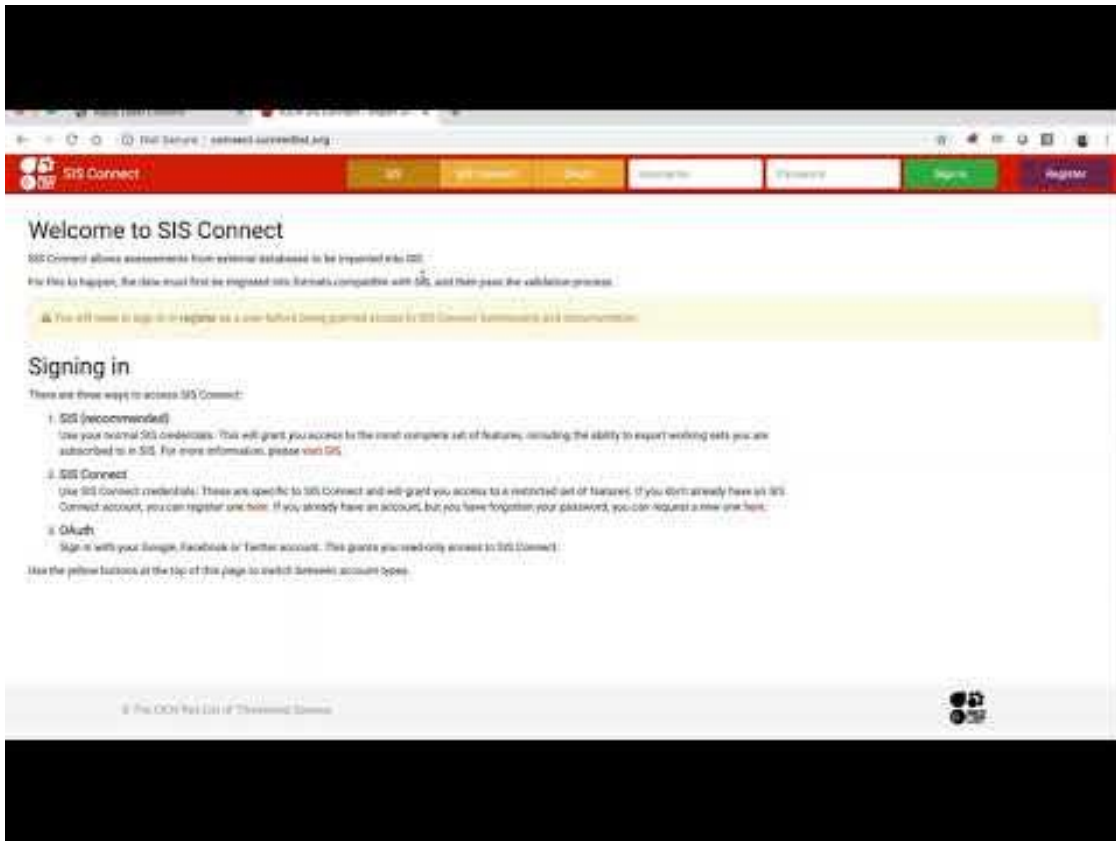 Not Secure | connect.iucnredlist.org
SIS Connect
SIS
SIS Connect
OAuth
Username
Password
Sign in
Register
Welcome to SIS Connect
SIS Connect allows assessments from external databases to be imported into SIS.
For this to happen, the data must first be migrated into formats compatible with SIS, and then pass the validation process.
You will need to sign in or register as a user before being granted access to SIS Connect functionality and documentation.
Signing in
There are three ways to access SIS Connect:
1. SIS (recommended)
Use your normal SIS credentials. This will grant you access to the most complete set of features, including the ability to export working sets you are
subscribed to in SIS. For more information, please visit SIS.
2. SIS Connect
Use SIS Connect credentials. These are specific to SIS Connect and will grant you access to a restricted set of features. If you don't already have an SIS
Connect account, you can register one here. If you already have an account, but you have forgotten your password, you can request a new one here.
3. OAuth
Sign in with your Google, Facebook or Twitter account. This grants you read-only access to SIS Connect.
Use the yellow buttons at the top of this page to switch between account types.
© The IUCN Red List of Threatened Species